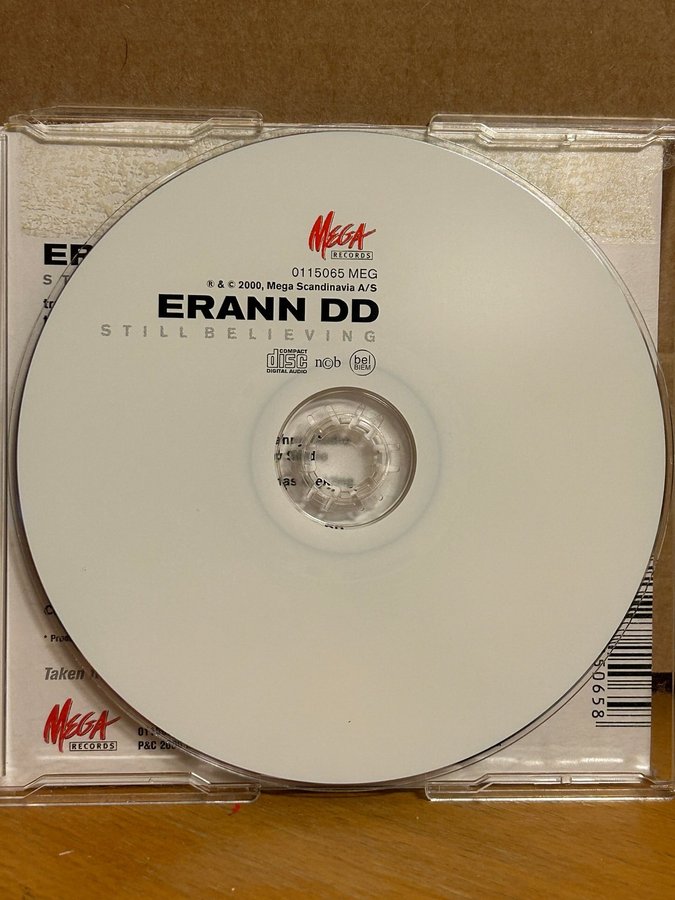 MEGA
RECORDS
0115065 MEG
℗ & © 2000, Mega Scandinavia A/S
ERANN DD
STILL BELIEVING
COMPACT
disc
DIGITAL AUDIO
n©b
bel
BIEM
ER
ST
Taken
MEGA
RECORDS
P&C 200
50658